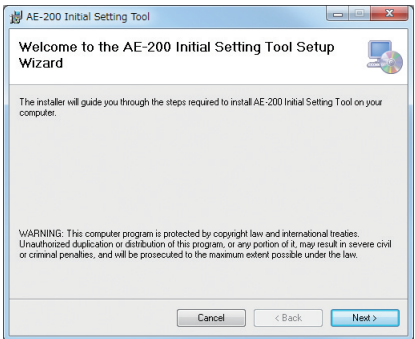 AE-200 Initial Setting Tool
Welcome to the AE-200 Initial Setting Tool Setup
Wizard
The installer will guide you through the steps required to install AE-200 Initial Setting Tool on your
computer.
WARNING: This computer program is protected by copyright law and international treaties.
Unauthorized duplication or distribution of this program, or any portion of it, may result in severe civil
or criminal penalties, and will be prosecuted to the maximum extent possible under the law.
Cancel < Back Next >